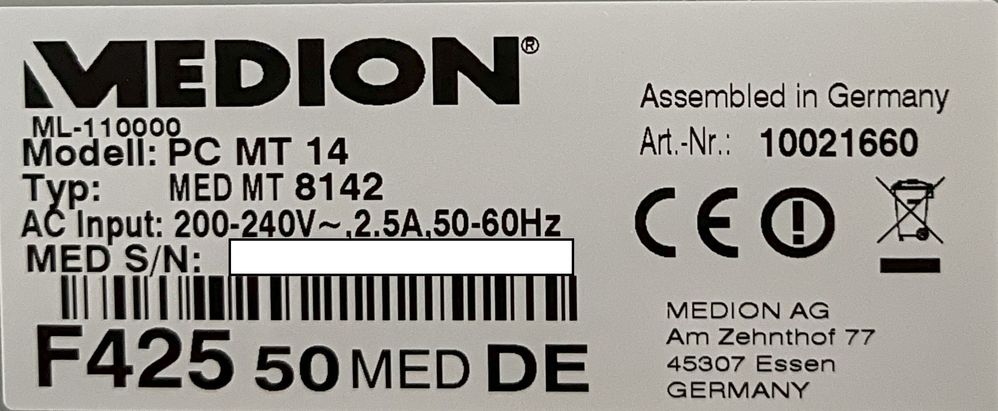 MEDION®
ML-110000
Modell: PC MT 14
Typ: MED MT 8142
AC Input: 200-240V~,2.5A,50-60Hz
MED S/N:
F425 50 MED DE
Assembled in Germany
Art.-Nr.: 10021660
CE
MEDION AG
Am Zehnthof 77
45307 Essen
GERMANY